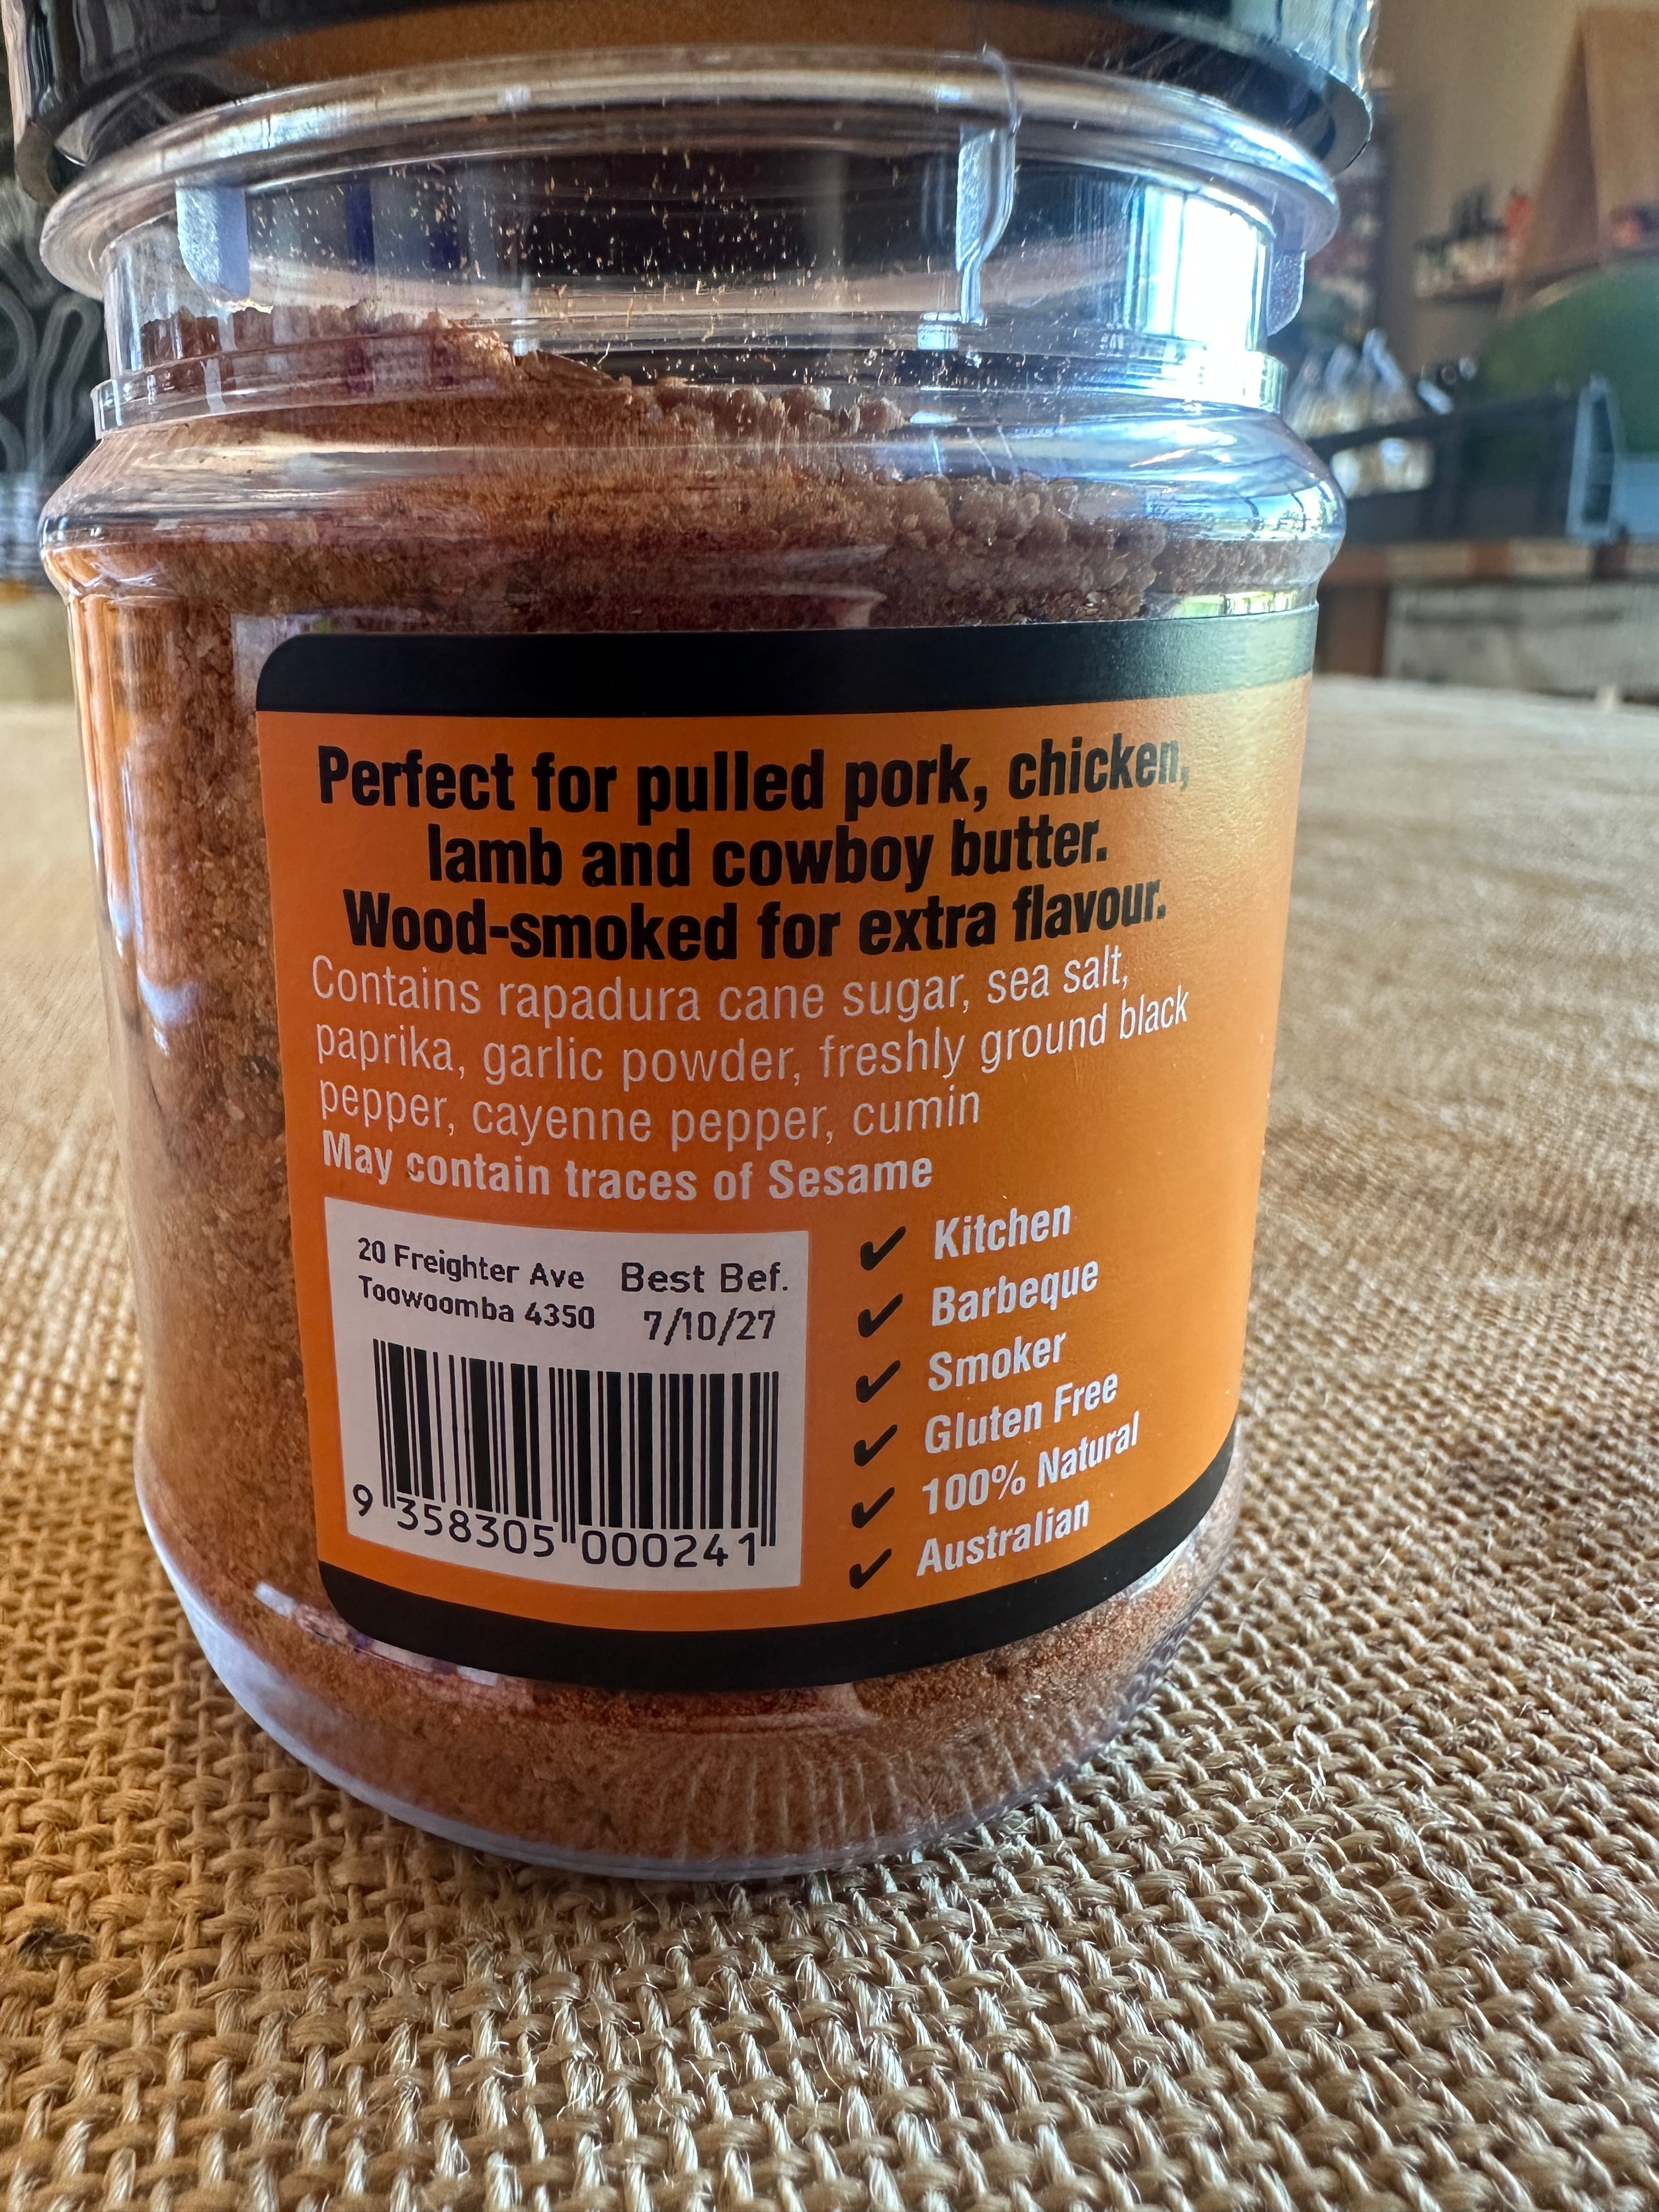 Perfect for pulled pork, chicken,
lamb and cowboy butter.
Wood-smoked for extra flavour.
Contains rapadura cane sugar, sea salt,
paprika, garlic powder, freshly ground black
pepper, cayenne pepper, cumin
May contain traces of Sesame
20 Freighter Ave
Toowoomba 4350
Best Bef.
7/10/27
9 358305 000241
✔ Kitchen
✔ Barbeque
✔ Smoker
✔ Gluten Free
✔ 100% Natural
✔ Australian